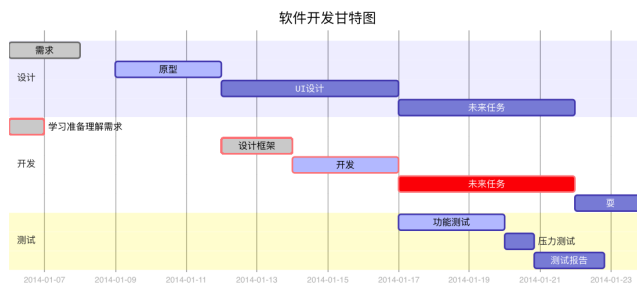 软件开发甘特图
设计
需求
原型
UI设计
未来任务
开发
学习准备理解需求
设计框架
开发
未来任务
耍
测试
功能测试
压力测试
测试报告
2014-01-07 2014-01-09 2014-01-11 2014-01-13 2014-01-15 2014-01-17 2014-01-19 2014-01-21 2014-01-23